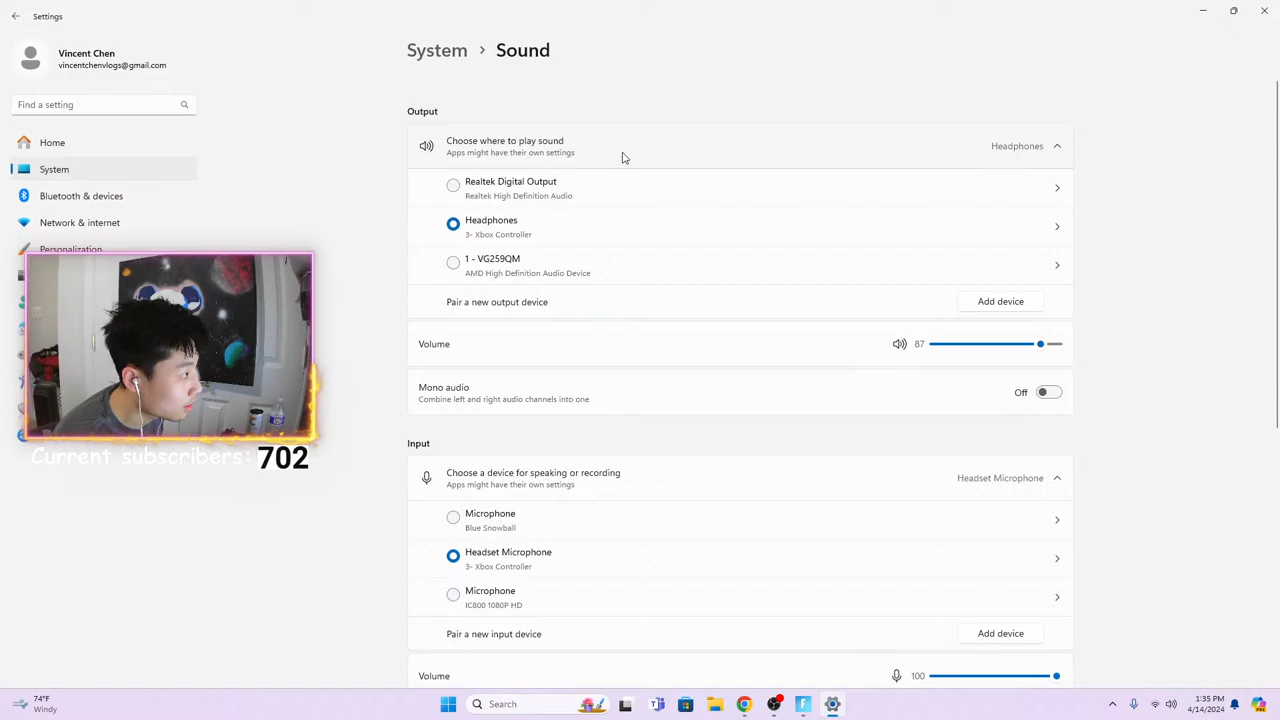 Settings
Vincent Chen
vincentchenvlogs@gmail.com
Find a setting
Home
System
Bluetooth & devices
Network & internet
Personalization
Current subscribers: 702
System > Sound
Output
Choose where to play sound
Apps might have their own settings
Headphones
Realtek Digital Output
Realtek High Definition Audio
Headphones
3- Xbox Controller
1 - VG259QM
AMD High Definition Audio Device
Pair a new output device
Add device
Volume
87
Mono audio
Combine left and right audio channels into one
Off
Input
Choose a device for speaking or recording
Apps might have their own settings
Headset Microphone
Microphone
Blue Snowball
Headset Microphone
3- Xbox Controller
Microphone
IC800 1080P HD
Pair a new input device
Add device
Volume
100
74°F
Windy
Search
1:35 PM
4/14/2024